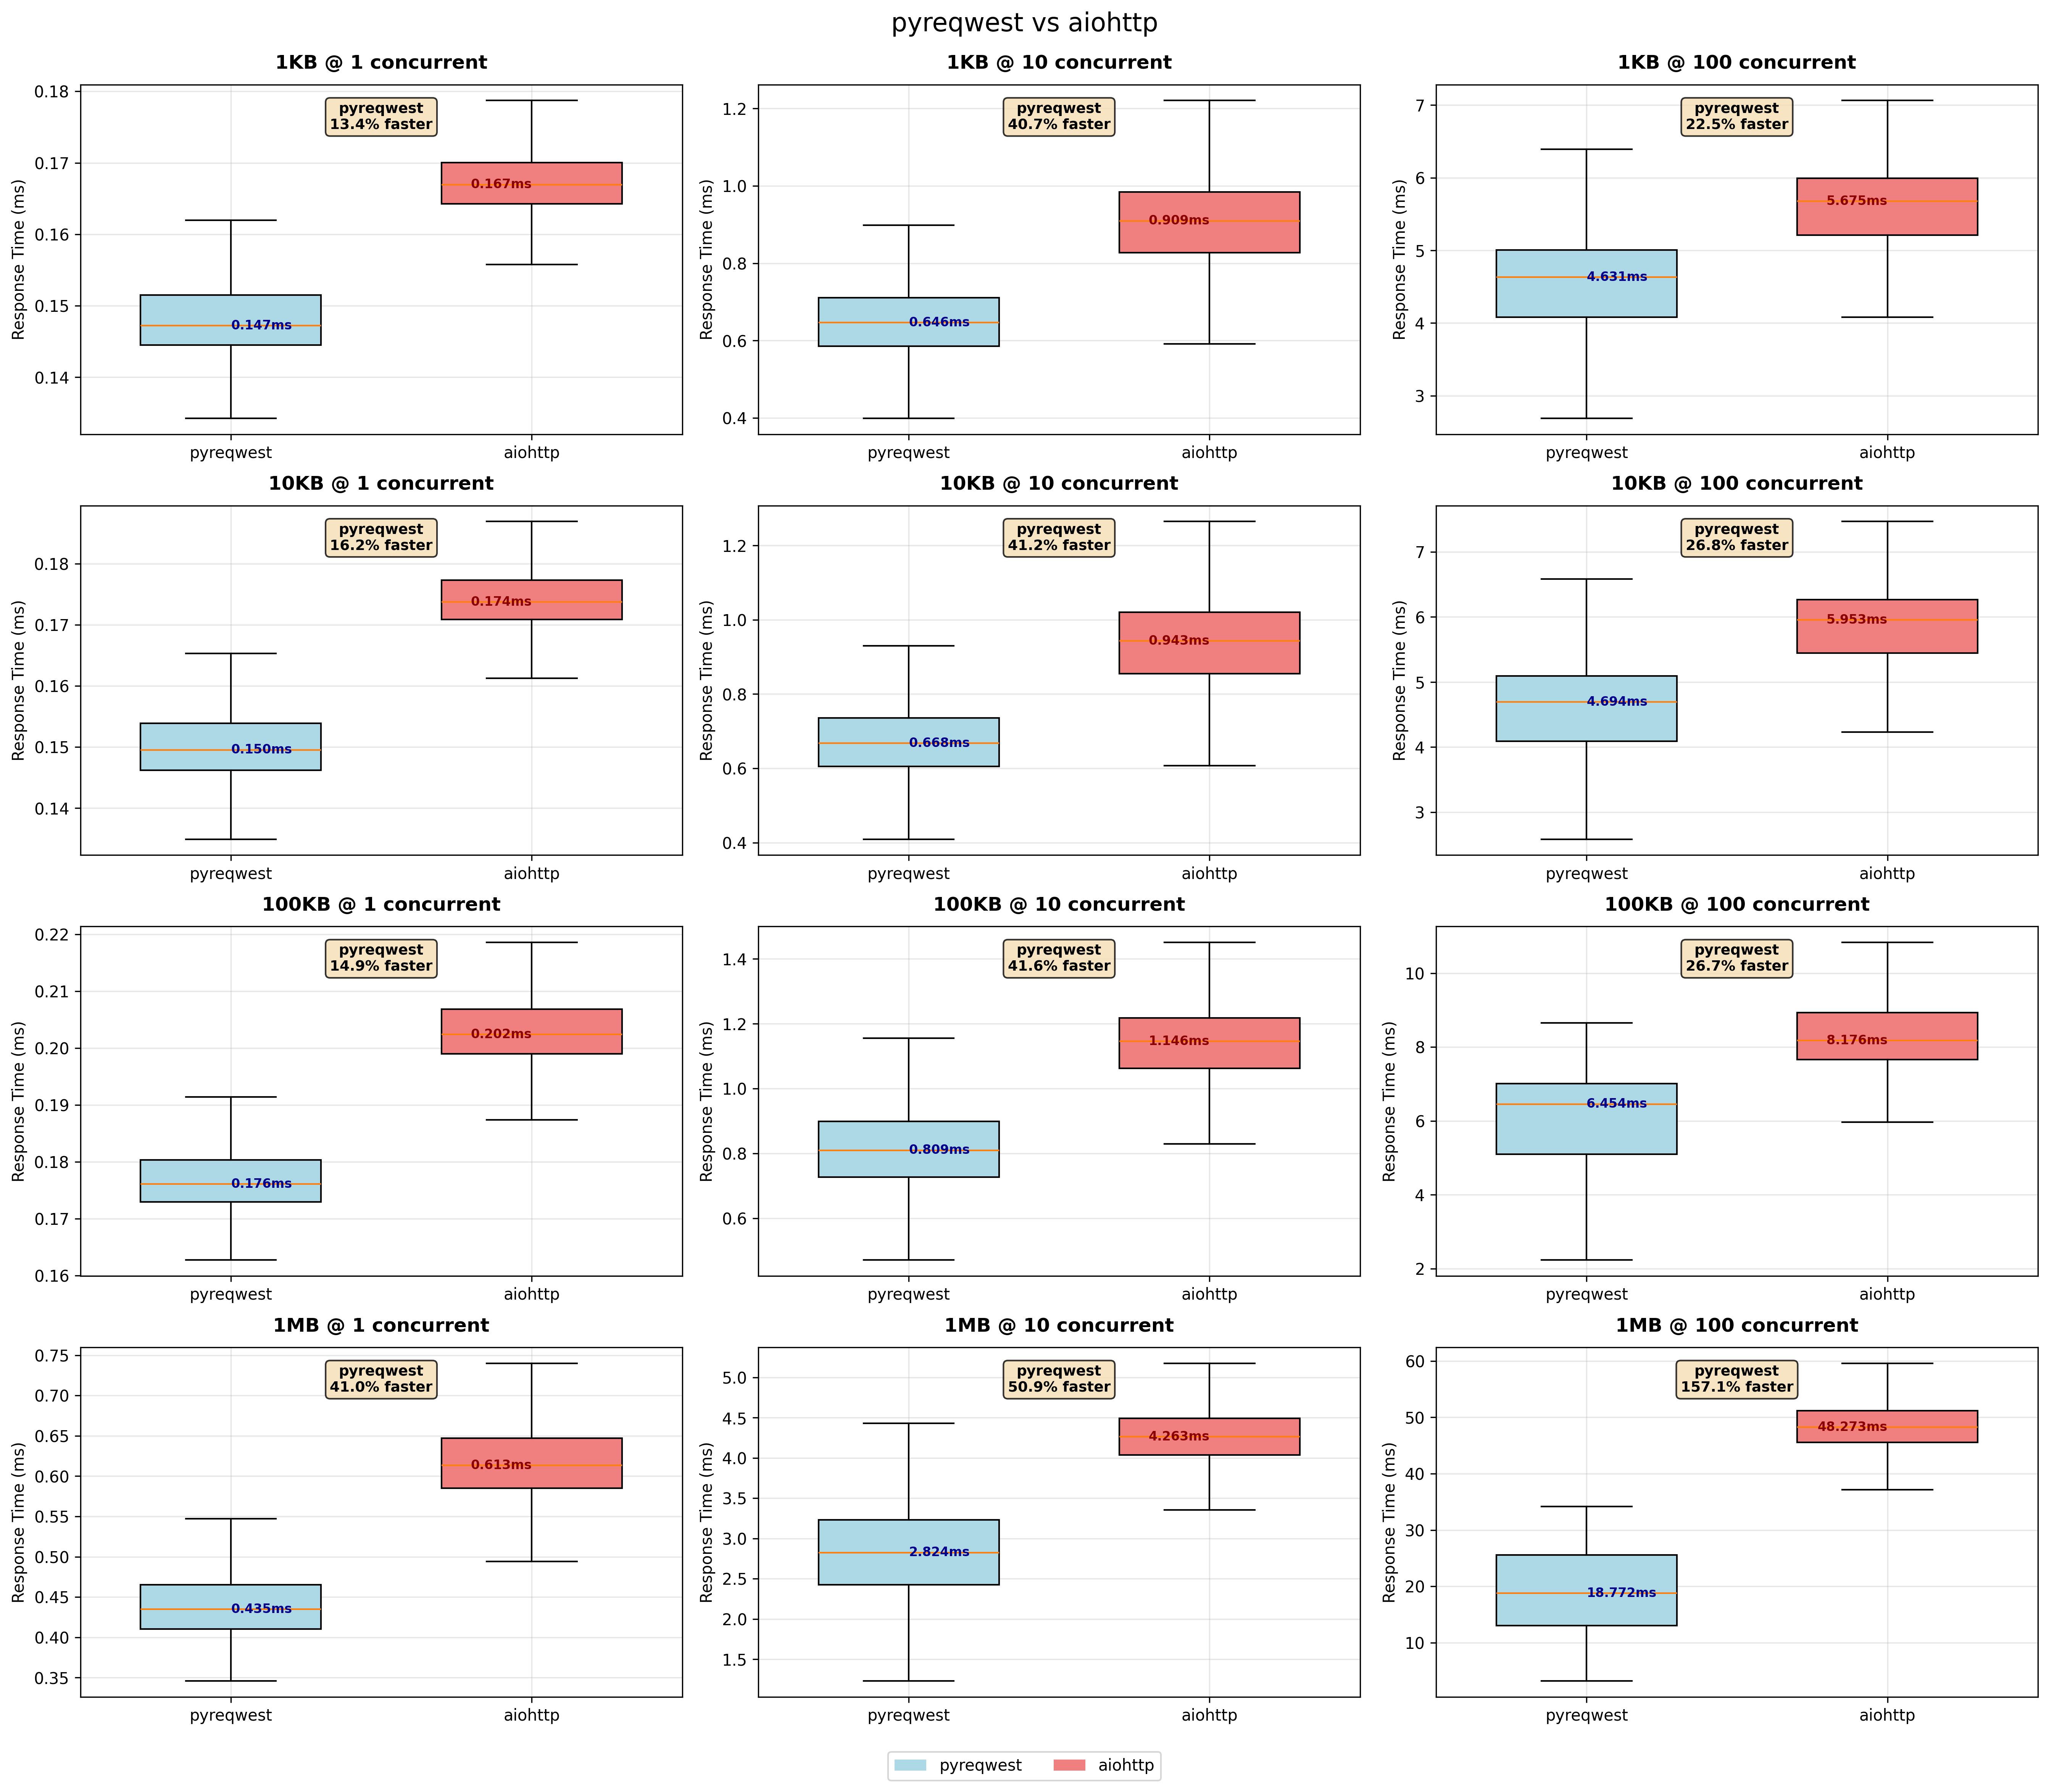 pyreqwest vs aiohttp
1KB @ 1 concurrent
Response Time (ms)
0.18
0.17
0.16
0.15
0.14
pyreqwest
13.4% faster
0.147ms
0.167ms
pyreqwest
aiohttp
1KB @ 10 concurrent
Response Time (ms)
1.2
1.0
0.8
0.6
0.4
pyreqwest
40.7% faster
0.646ms
0.909ms
pyreqwest
aiohttp
1KB @ 100 concurrent
Response Time (ms)
7
6
5
4
3
pyreqwest
22.5% faster
4.631ms
5.675ms
pyreqwest
aiohttp
10KB @ 1 concurrent
Response Time (ms)
0.18
0.17
0.16
0.15
0.14
pyreqwest
16.2% faster
0.150ms
0.174ms
pyreqwest
aiohttp
10KB @ 10 concurrent
Response Time (ms)
1.2
1.0
0.8
0.6
0.4
pyreqwest
41.2% faster
0.668ms
0.943ms
pyreqwest
aiohttp
10KB @ 100 concurrent
Response Time (ms)
7
6
5
4
3
pyreqwest
26.8% faster
4.694ms
5.953ms
pyreqwest
aiohttp
100KB @ 1 concurrent
Response Time (ms)
0.22
0.21
0.20
0.19
0.18
0.17
0.16
pyreqwest
14.9% faster
0.176ms
0.202ms
pyreqwest
aiohttp
100KB @ 10 concurrent
Response Time (ms)
1.4
1.2
1.0
0.8
0.6
pyreqwest
41.6% faster
0.809ms
1.146ms
pyreqwest
aiohttp
100KB @ 100 concurrent
Response Time (ms)
10
8
6
4
2
pyreqwest
26.7% faster
6.454ms
8.176ms
pyreqwest
aiohttp
1MB @ 1 concurrent
Response Time (ms)
0.75
0.70
0.65
0.60
0.55
0.50
0.45
0.40
0.35
pyreqwest
41.0% faster
0.435ms
0.613ms
pyreqwest
aiohttp
1MB @ 10 concurrent
Response Time (ms)
5.0
4.5
4.0
3.5
3.0
2.5
2.0
1.5
pyreqwest
50.9% faster
2.824ms
4.263ms
pyreqwest
aiohttp
1MB @ 100 concurrent
Response Time (ms)
60
50
40
30
20
10
pyreqwest
157.1% faster
18.772ms
48.273ms
pyreqwest
aiohttp
pyreqwest
aiohttp